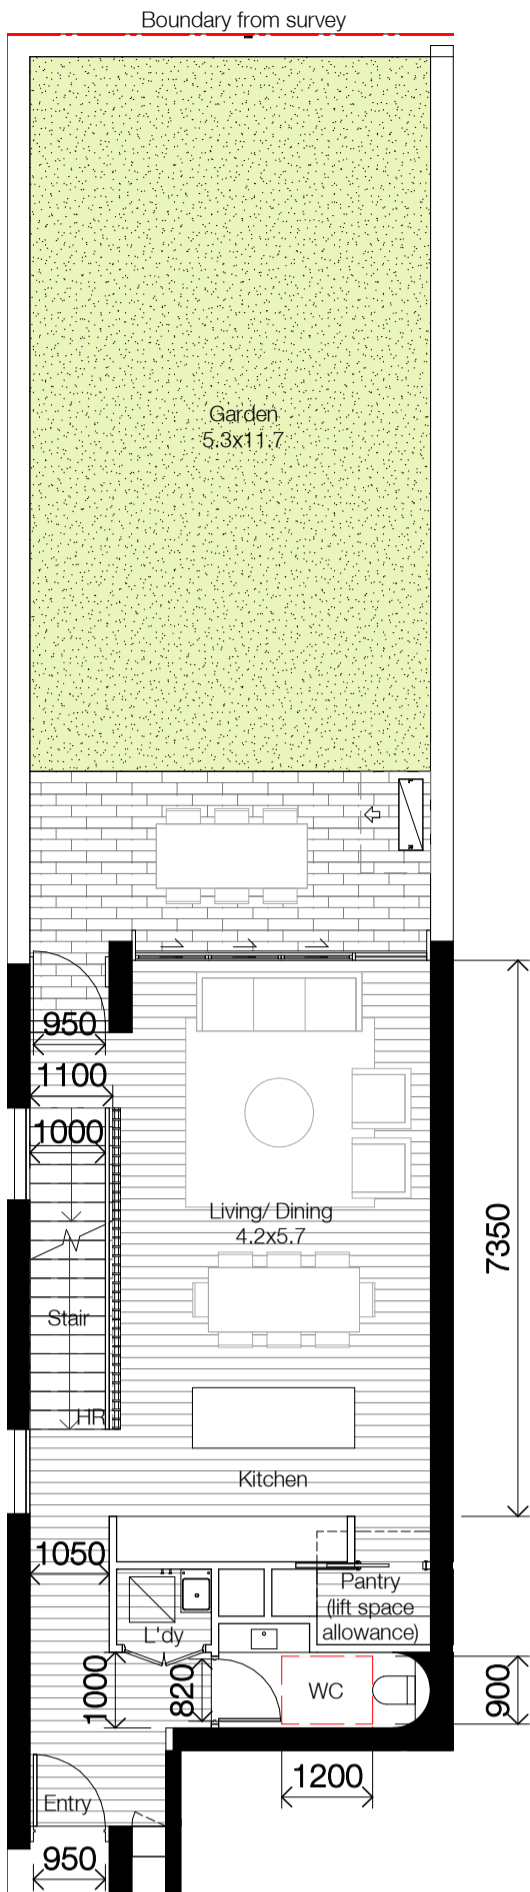 Boundary from survey
Garden
5.3x11.7
950
1100
1000
Living/ Dining
4.2x5.7
7350
Stair
HR
Kitchen
1050
Pantry
(lift space
allowance)
L'dy
1000
820
WC
900
1200
Entry
950